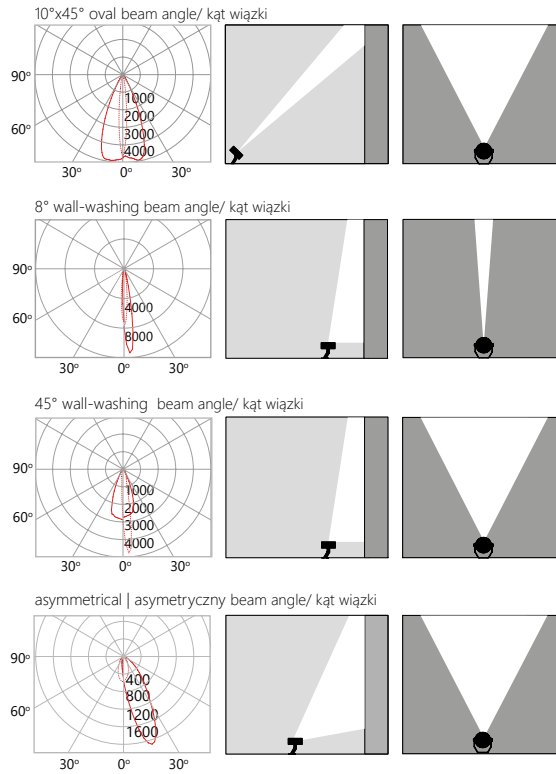 10°x45° oval beam angle/ kąt wiązki
90°
1000
2000
60°
3000
4000
30° 0° 30°
8° wall-washing beam angle/ kąt wiązki
90°
4000
60°
8000
30° 0° 30°
45° wall-washing beam angle/ kąt wiązki
90°
1000
2000
60°
3000
4000
30° 0° 30°
asymmetrical | asymetryczny beam angle/ kąt wiązki
90°
400
800
60°
1200
1600
30° 0° 30°